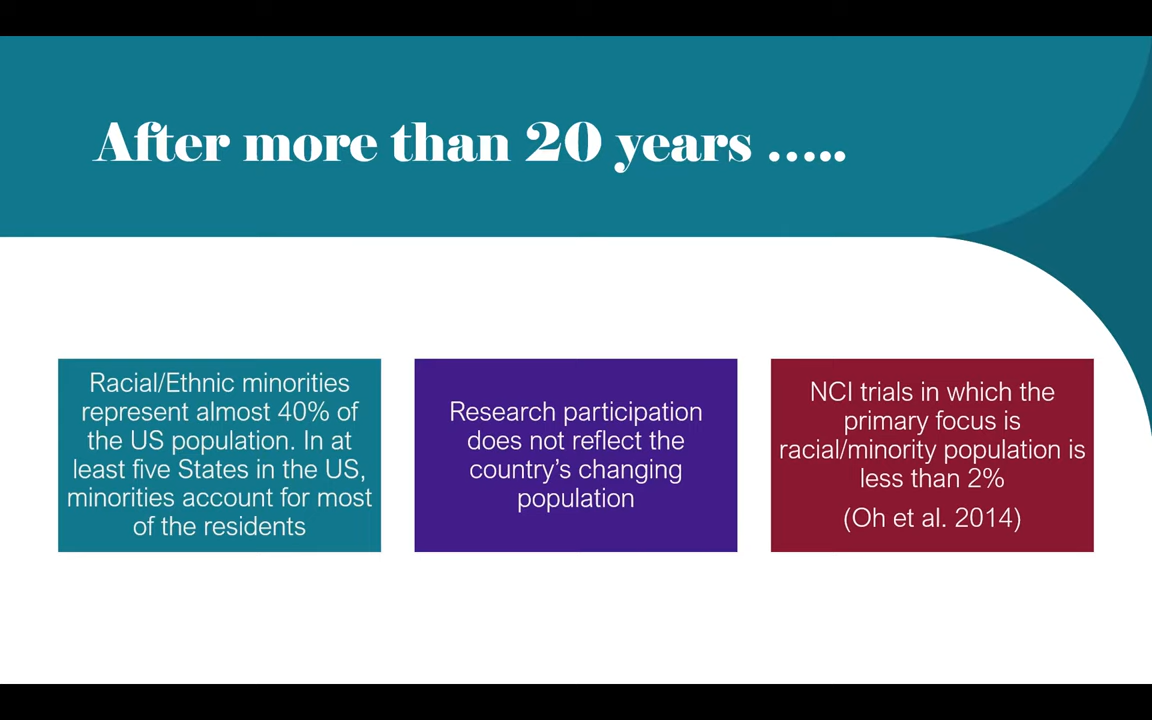 After more than 20 years .....
Racial/Ethnic minorities
represent almost 40% of
the US population. In at
least five States in the US,
minorities account for most
of the residents
Research participation
does not reflect the
country’s changing
population
NCI trials in which the
primary focus is
racial/minority population is
less than 2%
(Oh et al. 2014)